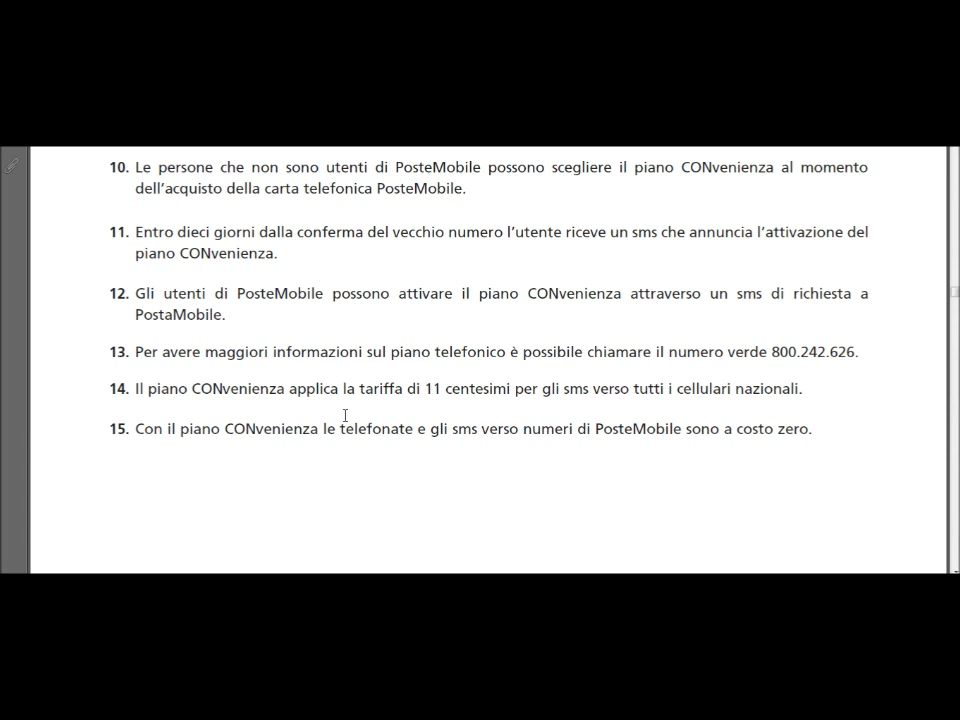 10. Le persone che non sono utenti di PosteMobile possono scegliere il piano CONvenienza al momento
dell’acquisto della carta telefonica PosteMobile.
11. Entro dieci giorni dalla conferma del vecchio numero l’utente riceve un sms che annuncia l’attivazione del
piano CONvenienza.
12. Gli utenti di PosteMobile possono attivare il piano CONvenienza attraverso un sms di richiesta a
PostaMobile.
13. Per avere maggiori informazioni sul piano telefonico è possibile chiamare il numero verde 800.242.626.
14. Il piano CONvenienza applica la tariffa di 11 centesimi per gli sms verso tutti i cellulari nazionali.
15. Con il piano CONvenienza le telefonate e gli sms verso numeri di PosteMobile sono a costo zero.